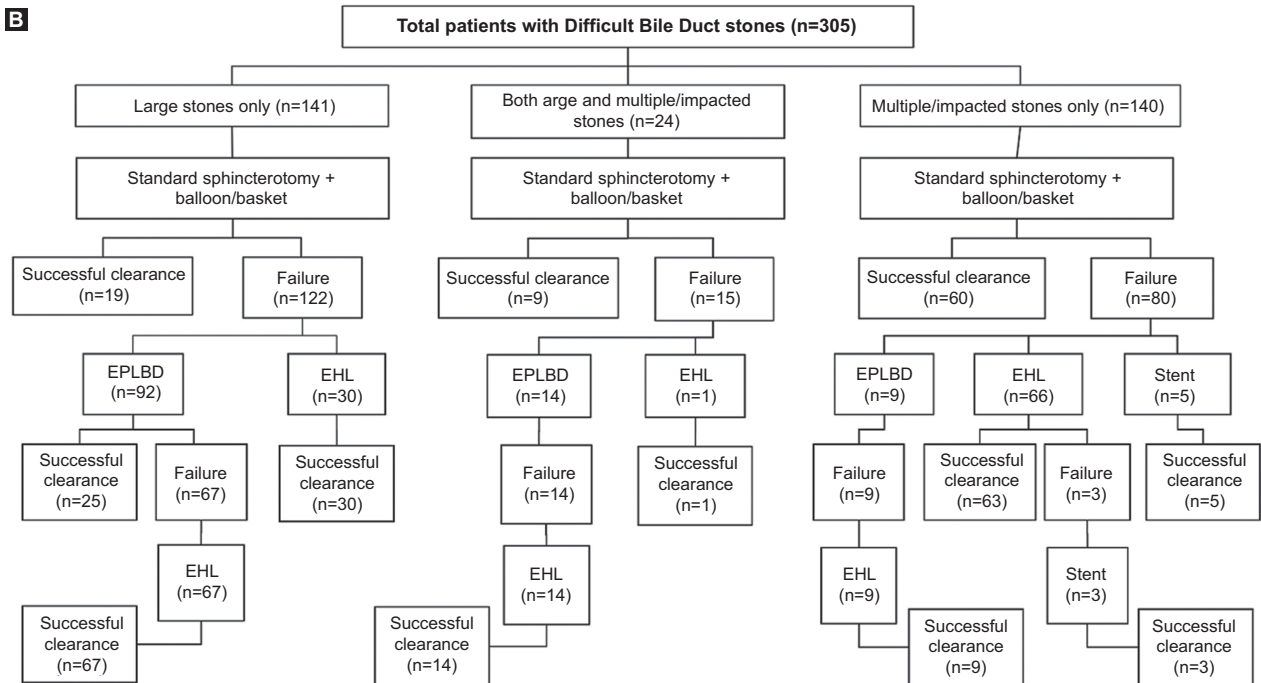 B
Total patients with Difficult Bile Duct stones (n=305)
Large stones only (n=141)
Both arge and multiple/impacted
stones (n=24)
Multiple/impacted stones only (n=140)
Standard sphincterotomy +
balloon/basket
Standard sphincterotomy +
balloon/basket
Standard sphincterotomy +
balloon/basket
Successful clearance
(n=19)
Failure
(n=122)
Successful clearance
(n=9)
Failure
(n=15)
Successful clearance
(n=60)
Failure
(n=80)
EPLBD
(n=92)
EHL
(n=30)
EPLBD
(n=14)
EHL
(n=1)
EPLBD
(n=9)
EHL
(n=66)
Stent
(n=5)
Successful
clearance
(n=25)
Failure
(n=67)
Successful
clearance
(n=30)
Failure
(n=14)
Successful
clearance
(n=1)
Failure
(n=9)
Successful
clearance
(n=63)
Failure
(n=3)
Successful
clearance
(n=5)
EHL
(n=67)
EHL
(n=14)
EHL
(n=9)
Stent
(n=3)
Successful
clearance
(n=67)
Successful
clearance
(n=14)
Successful
clearance
(n=9)
Successful
clearance
(n=3)